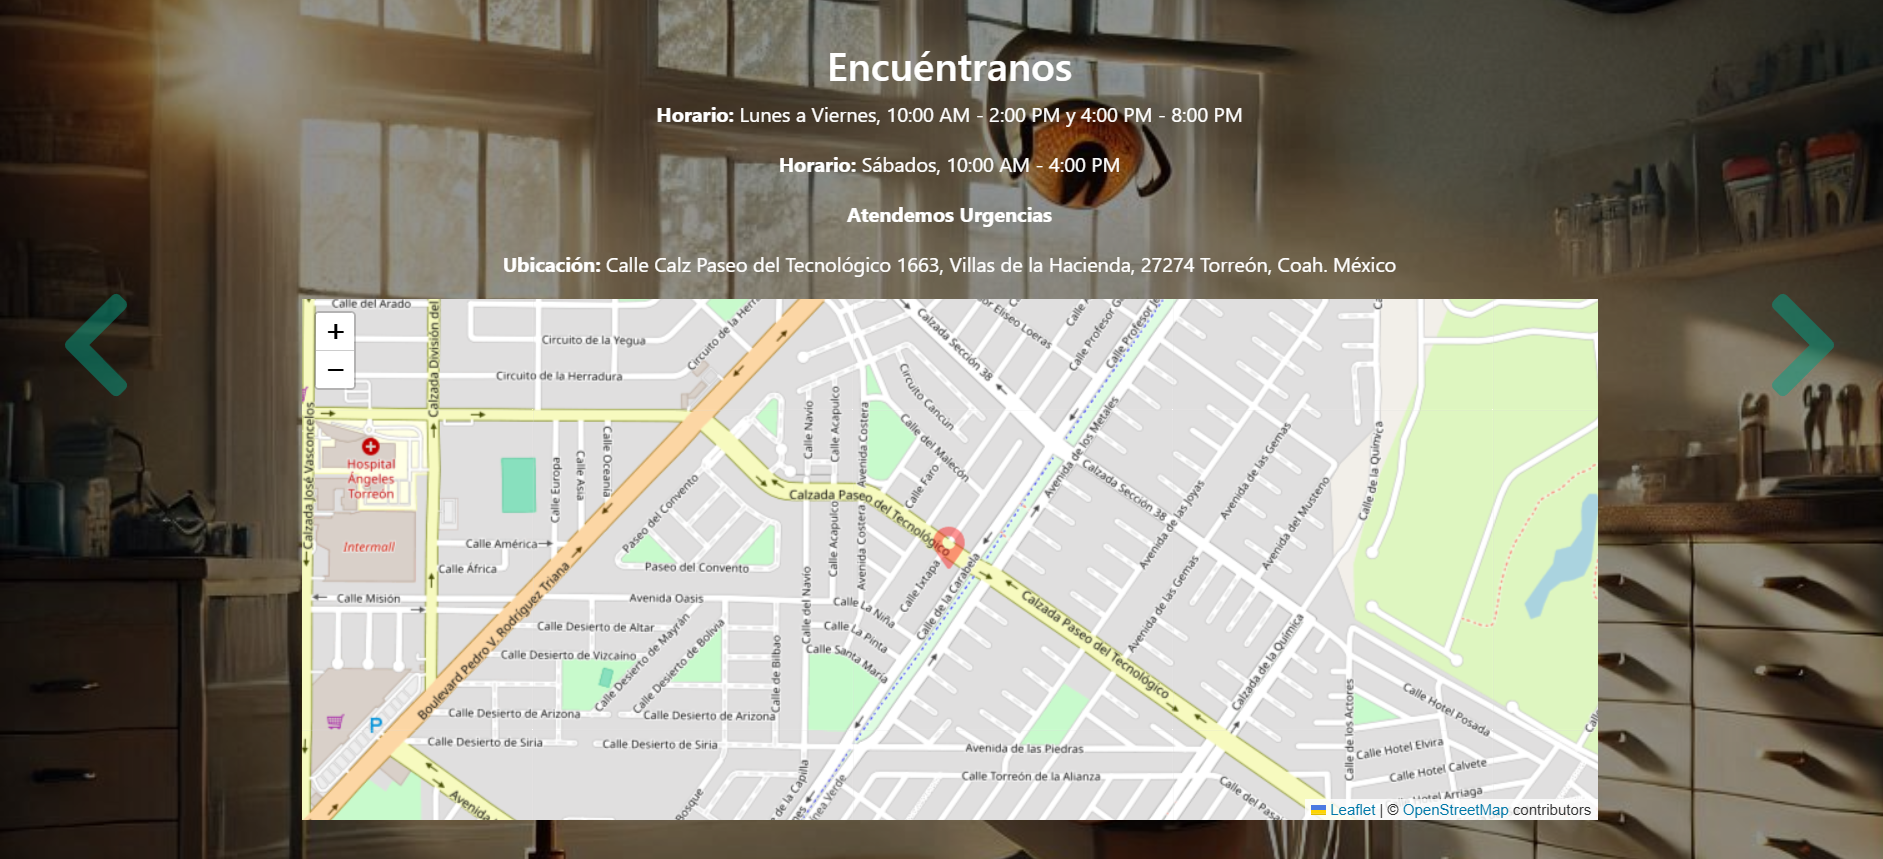 Encuéntranos
Horario: Lunes a Viernes, 10:00 AM - 2:00 PM y 4:00 PM - 8:00 PM
Horario: Sábados, 10:00 AM - 4:00 PM
Atendemos Urgencias
Ubicación: Calle Calz Paseo del Tecnológico 1663, Villas de la Hacienda, 27274 Torreón, Coah. México
+
−
Calle del Arado
Calzada División del
Circuito de la Yegua
Circuito de la Herradura
Circuito de la Herr
Calzada José Vasconcelos
Hospital
Ángeles
Torreón
Intermall
Calle Europa
Calle Asia
Calle Oceania
Calle América
Calle África
Calle Misión
Boulevard Pedro V. Rodríguez Triana
Paseo del Convento
Paseo del Convento
Calle Navio
Calle Acapulco
Avenida Costera
Circuito Cancún
Calle del Malecón
Calle Faro
Calzada Sección 38
or Eliseo Loeras
Calle A
Calle Profesor G
Calle Profesor Je
Calzada Paseo del Tecnológico
Calle Acapulco
Avenida Costera
Avenida de los Metales
Calzada Sección 38
Avenida de las Joyas
Avenida de las Gemas
Avenida del Musteno
Calle de la Química
Ca
Avenida Oasis
Calle del Navío
Calle Ixtapa
Calle de la Carabela
Calle La Niña
Calle La Pinta
Calle Santa Maria
Calle Desierto de Altar
Calle Desierto de Vizcaino
Calle Desierto de Mayrán
Calle Desierto de Bolivia
Calle de Bilbao
Calle Desierto de Arizona
Calle Desierto de Arizona
Calle Desierto de Siria
Calle Desierto de Siria
P
Avenida
Bosque
de la Capilla
ínea Verde
Avenida de las Gemas
Calzada Paseo del Tecnológico
Calzada de la Química
Avenida de las Piedras
Calle Torreón de la Alianza
Calle del Pasa
Calle de los Actores
Calle Hotel Posada
Calle Hotel Elvira
Calle Hotel Calvete
Hotel Arriaga
Leaflet | © OpenStreetMap contributors